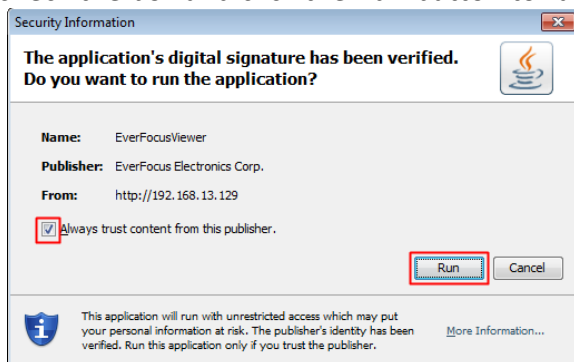 Security Information
The application's digital signature has been verified.
Do you want to run the application?
Name: EverFocusViewer
Publisher: EverFocus Electronics Corp.
From: http://192.168.13.129
Always trust content from this publisher.
Run Cancel
This application will run with unrestricted access which may put
your personal information at risk. The publisher's identity has been
verified. Run this application only if you trust the publisher.
More Information...